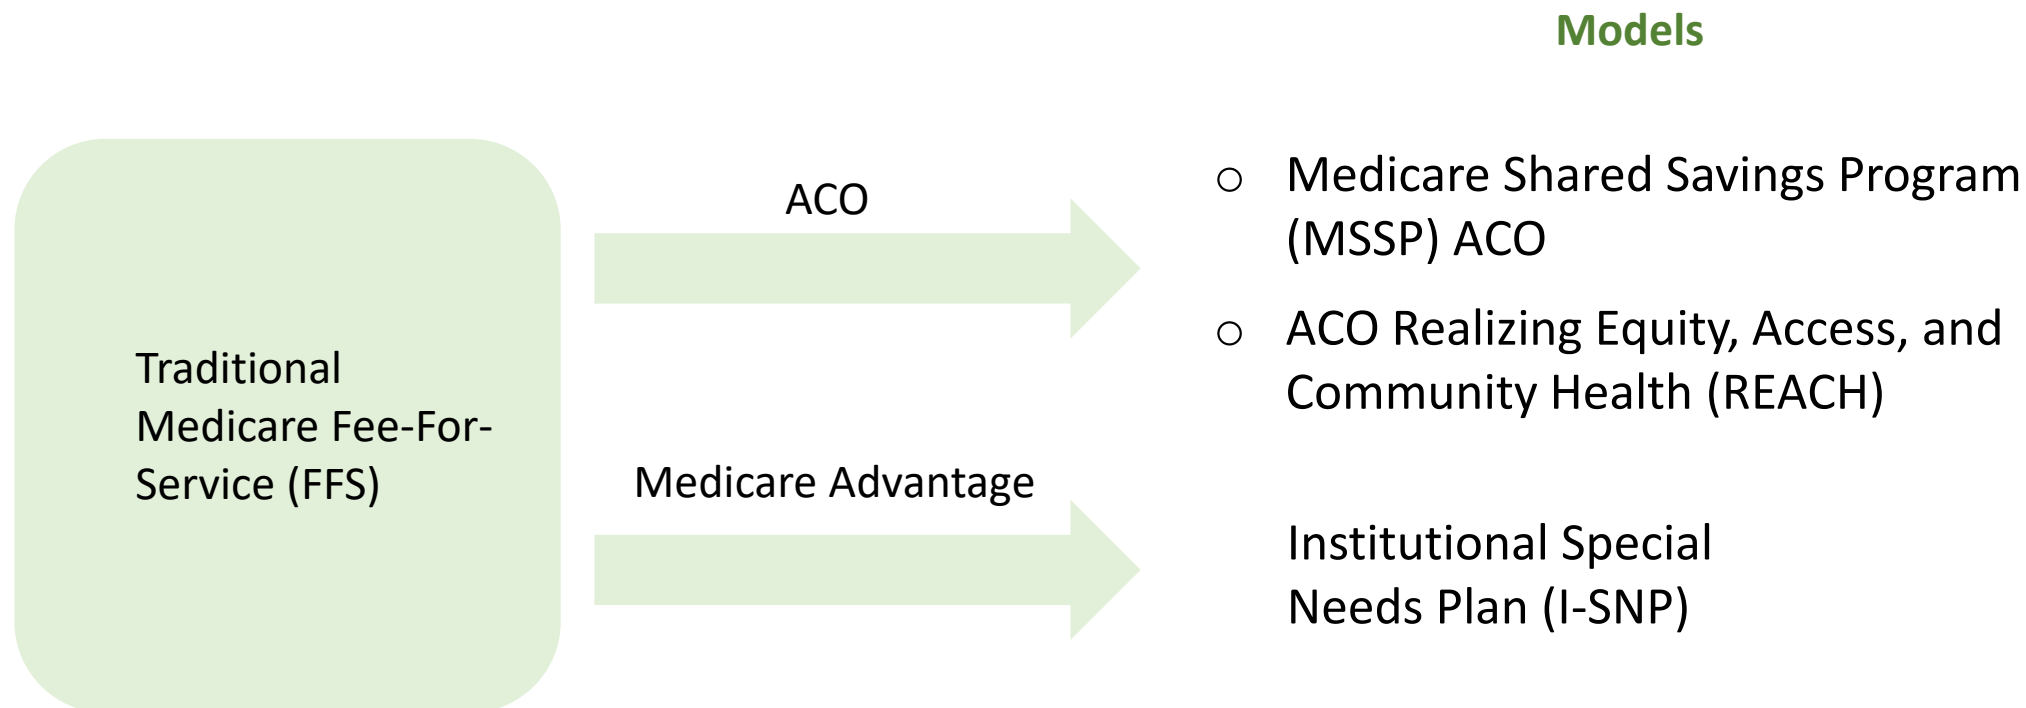 Models
Traditional
Medicare Fee-For-
Service (FFS)
ACO
Medicare Shared Savings Program
(MSSP) ACO
ACO Realizing Equity, Access, and
Community Health (REACH)
Medicare Advantage
Institutional Special
Needs Plan (I-SNP)